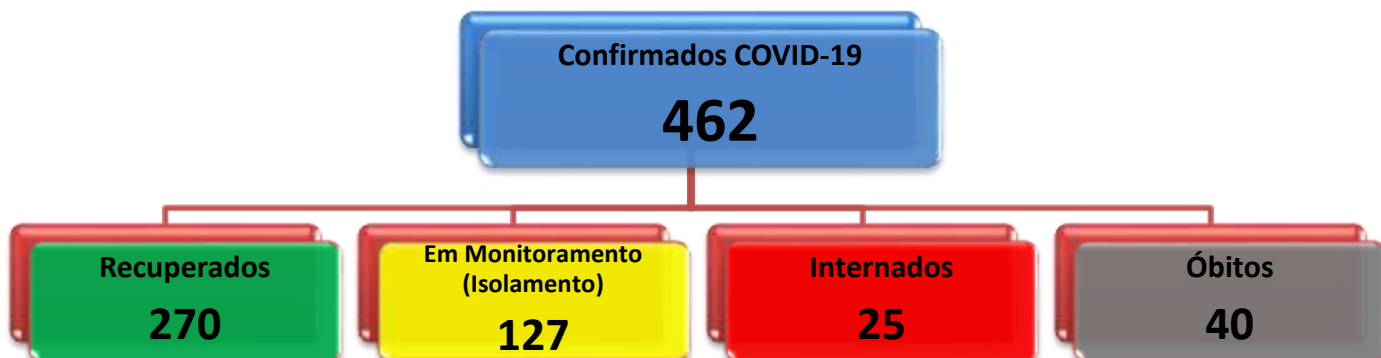 Confirmados COVID-19
462
Recuperados
270
Em Monitoramento
(Isolamento)
127
Internados
25
Óbitos
40